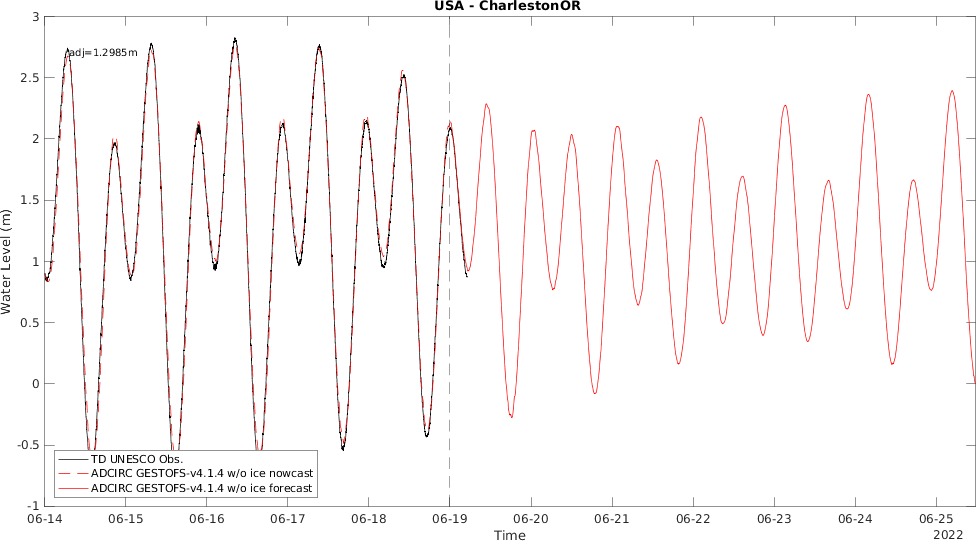 USA - CharlestonOR
adj=1.2985m
3
2.5
2
1.5
1
0.5
0
-0.5
-1
Water Level (m)
TD UNESCO Obs.
ADCIRC GESTOFS-v4.1.4 w/o ice nowcast
ADCIRC GESTOFS-v4.1.4 w/o ice forecast
06-14 06-15 06-16 06-17 06-18 06-19 06-20 06-21 06-22 06-23 06-24 06-25
Time
2022